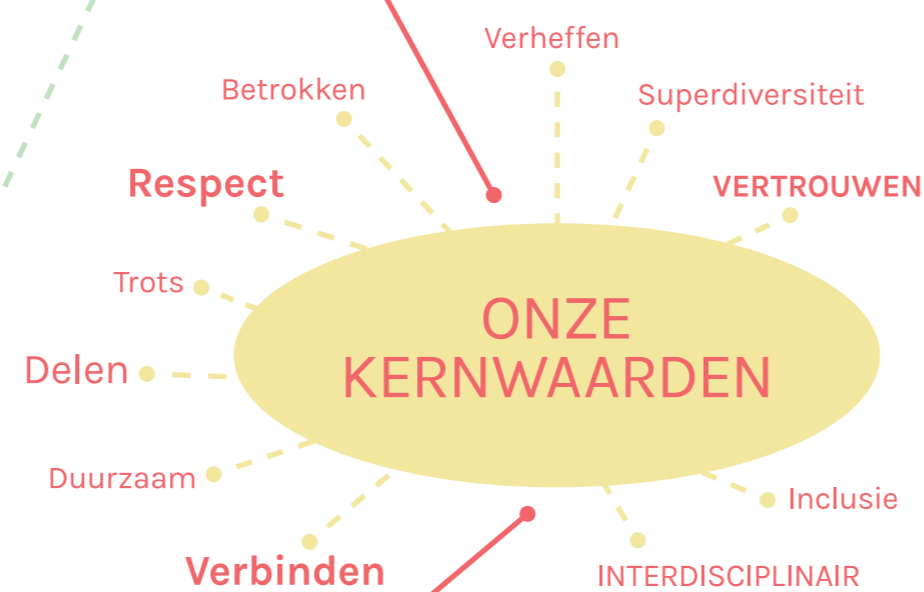 Verheffen
Betrokken
Superdiversiteit
Respect
VERTROUWEN
Trots
ONZE
KERNWAARDEN
Delen
Duurzaam
Inclusie
Verbinden
INTERDISCIPLINAIR